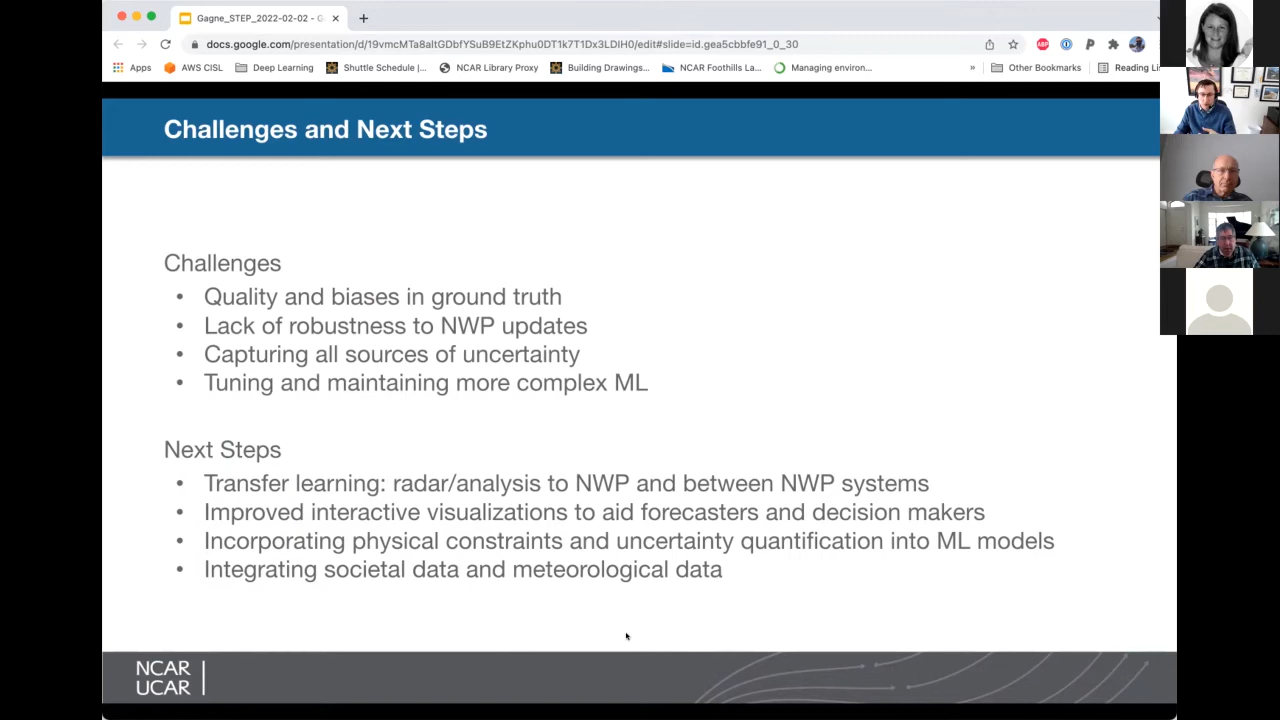 Gagne_STEP_2022-02-02 - G
docs.google.com/presentation/d/19vmcMTa8altGDbfYSuB9EtZKphu0DT1k7T1Dx3LDIH0/edit#slide=id.gea5cbbfe91_0_30
Apps AWS CISL Deep Learning Shuttle Schedule |... NCAR Library Proxy Building Drawings... NCAR Foothills La... Managing environ... » Other Bookmarks Reading Li
Challenges and Next Steps
Challenges
• Quality and biases in ground truth
• Lack of robustness to NWP updates
• Capturing all sources of uncertainty
• Tuning and maintaining more complex ML
Next Steps
• Transfer learning: radar/analysis to NWP and between NWP systems
• Improved interactive visualizations to aid forecasters and decision makers
• Incorporating physical constraints and uncertainty quantification into ML models
• Integrating societal data and meteorological data
NCAR
UCAR